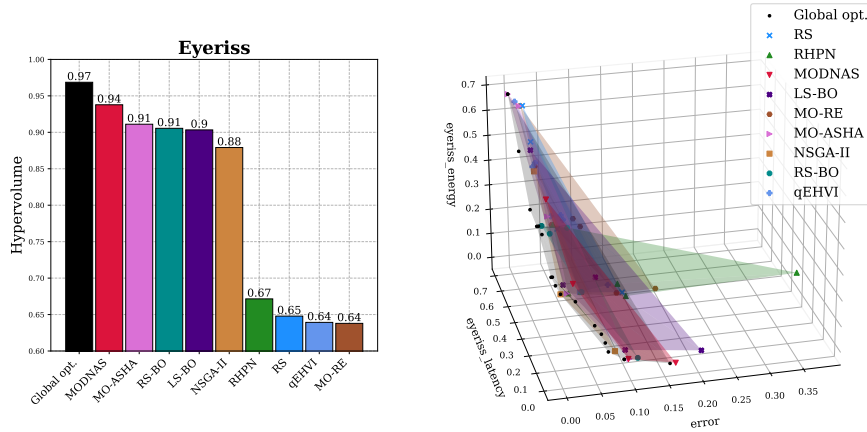 Eyeriss
Hypervolume
1.00
0.95
0.90
0.85
0.80
0.75
0.70
0.65
0.60
0.97
0.94
0.91
0.91
0.9
0.88
0.67
0.65
0.64
0.64
Global opt.
MODNAS
MO-ASHA
RS-BO
LS-BO
NSGA-II
RHPN
RS
qEHVI
MO-RE
Global opt.
RS
RHPN
MODNAS
LS-BO
MO-RE
MO-ASHA
NSGA-II
RS-BO
qEHVI
eyeriss_energy
0.7
0.6
0.5
0.4
0.3
0.2
0.1
0.0
eyeriss_latency
0.7
0.6
0.5
0.4
0.3
0.2
0.1
0.0
0.00
0.05
0.10
0.15
0.20
0.25
0.30
0.35
error